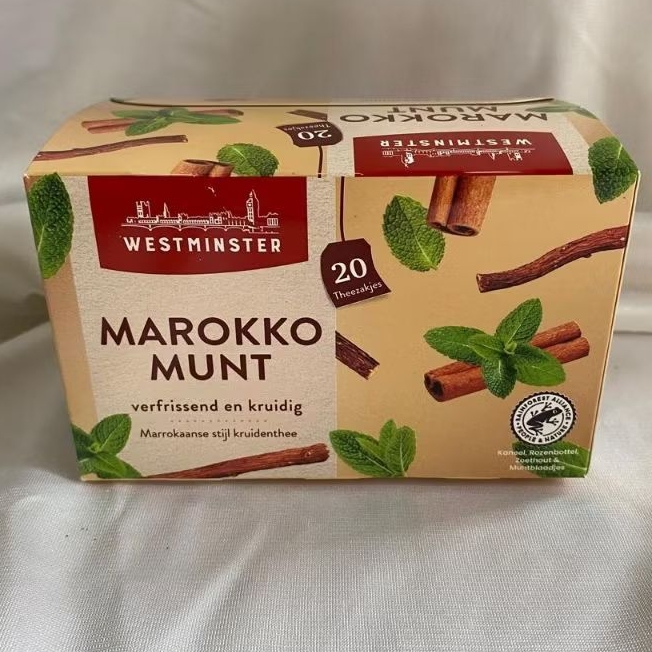 MAROKKO
MUNT
WESTMINSTER
20
Theezakjes
WESTMINSTER
20
Theezakjes
MAROKKO
MUNT
verfrissend en kruidig
Marrokaanse stijl kruidenthee
RAINFOREST ALLIANCE
PEOPLE & NATURE
Kaneel, Rozenbottel,
Zoethout &
Muntblaadjes